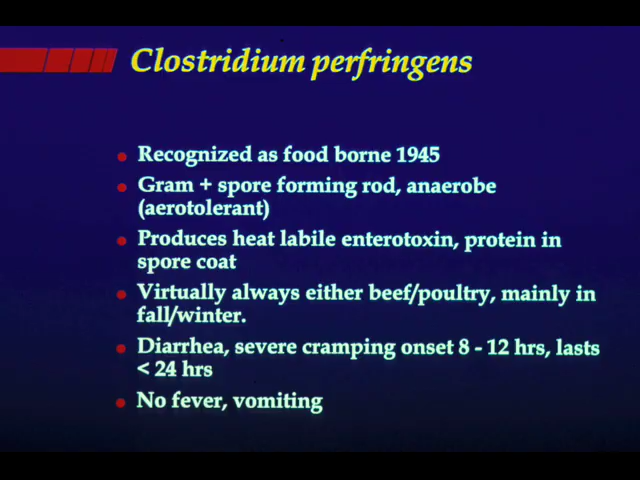 Clostridium perfringens
Recognized as food borne 1945
Gram + spore forming rod, anaerobe
(aerotolerant)
Produces heat labile enterotoxin, protein in
spore coat
Virtually always either beef/poultry, mainly in
fall/winter.
Diarrhea, severe cramping onset 8 - 12 hrs, lasts
< 24 hrs
No fever, vomiting